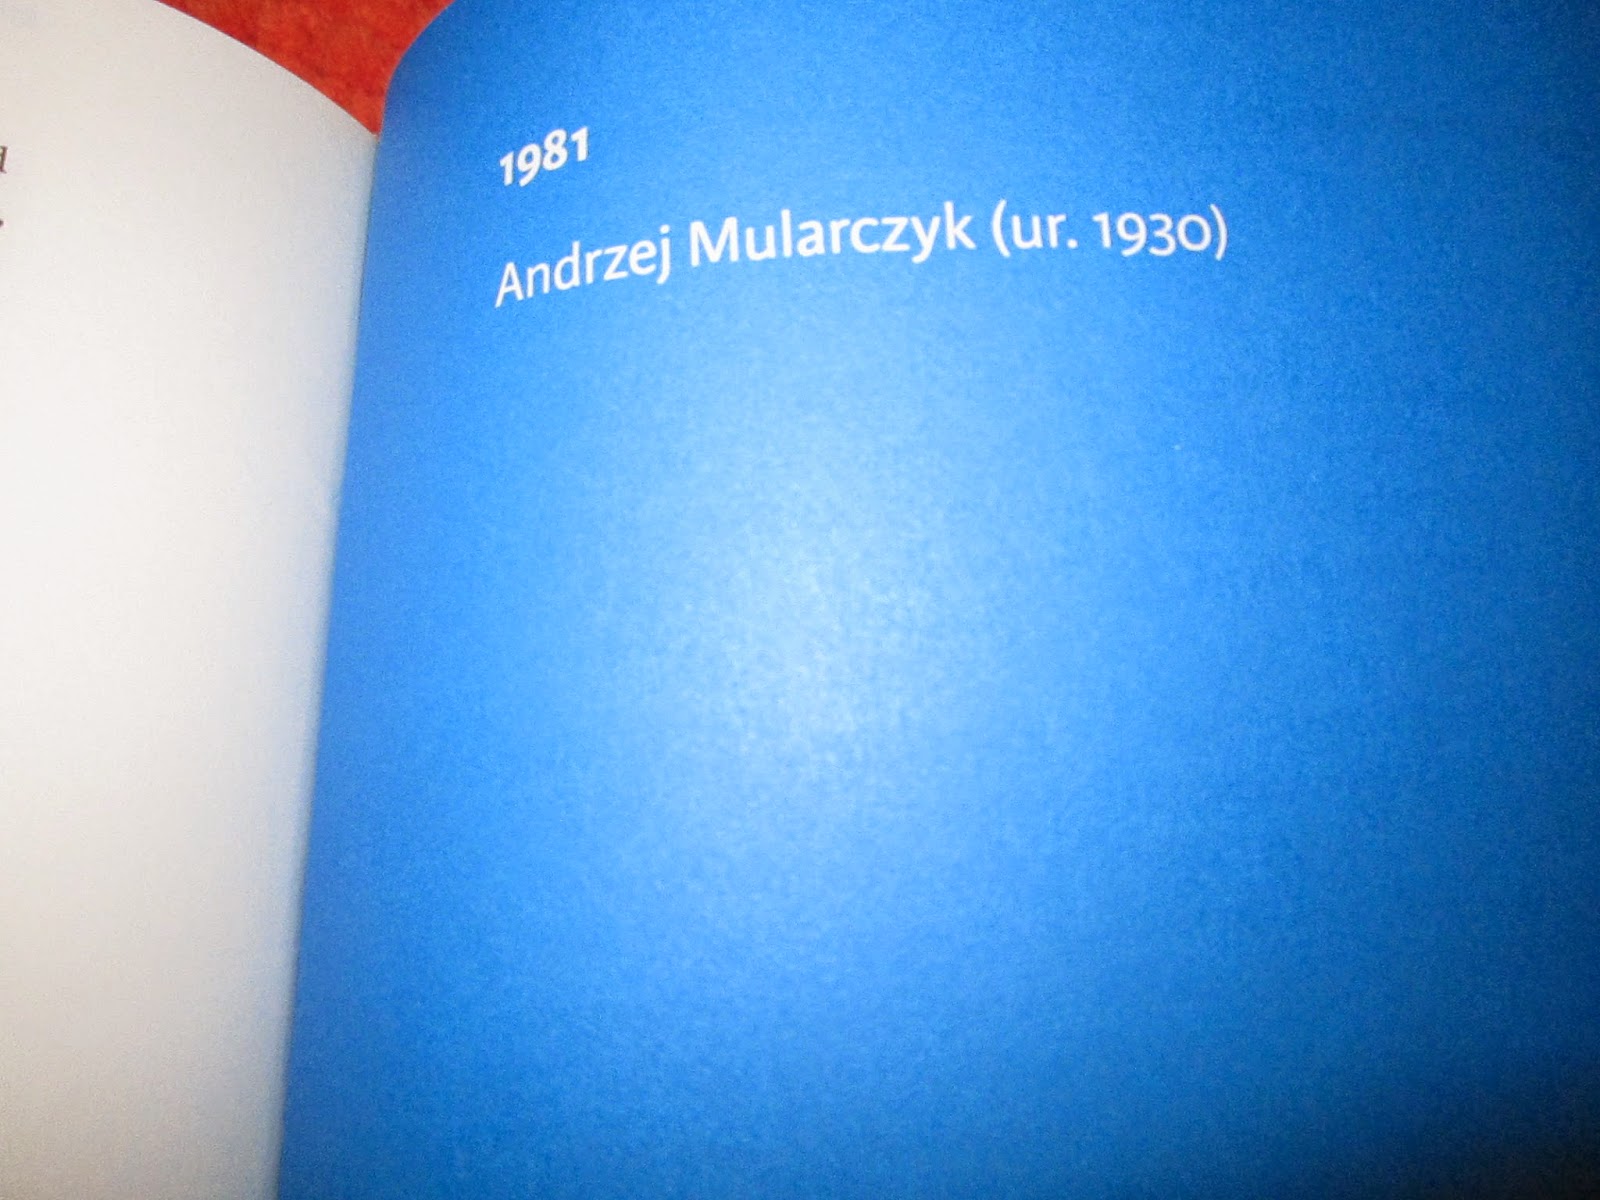 1981
Andrzej Mularczyk (ur. 1930)